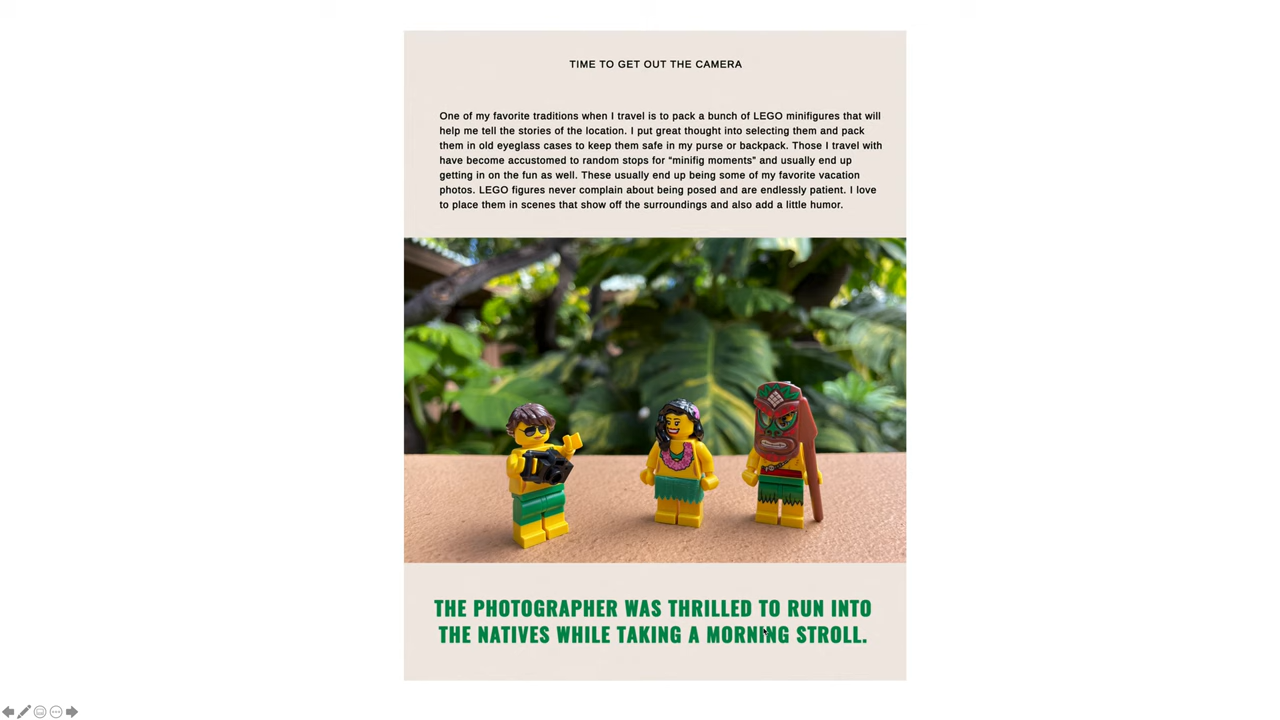 TIME TO GET OUT THE CAMERA
One of my favorite traditions when I travel is to pack a bunch of LEGO minifigures that will
help me tell the stories of the location. I put great thought into selecting them and pack
them in old eyeglass cases to keep them safe in my purse or backpack. Those I travel with
have become accustomed to random stops for “minifig moments” and usually end up
getting in on the fun as well. These usually end up being some of my favorite vacation
photos. LEGO figures never complain about being posed and are endlessly patient. I love
to place them in scenes that show off the surroundings and also add a little humor.
THE PHOTOGRAPHER WAS THRILLED TO RUN INTO
THE NATIVES WHILE TAKING A MORNING STROLL.